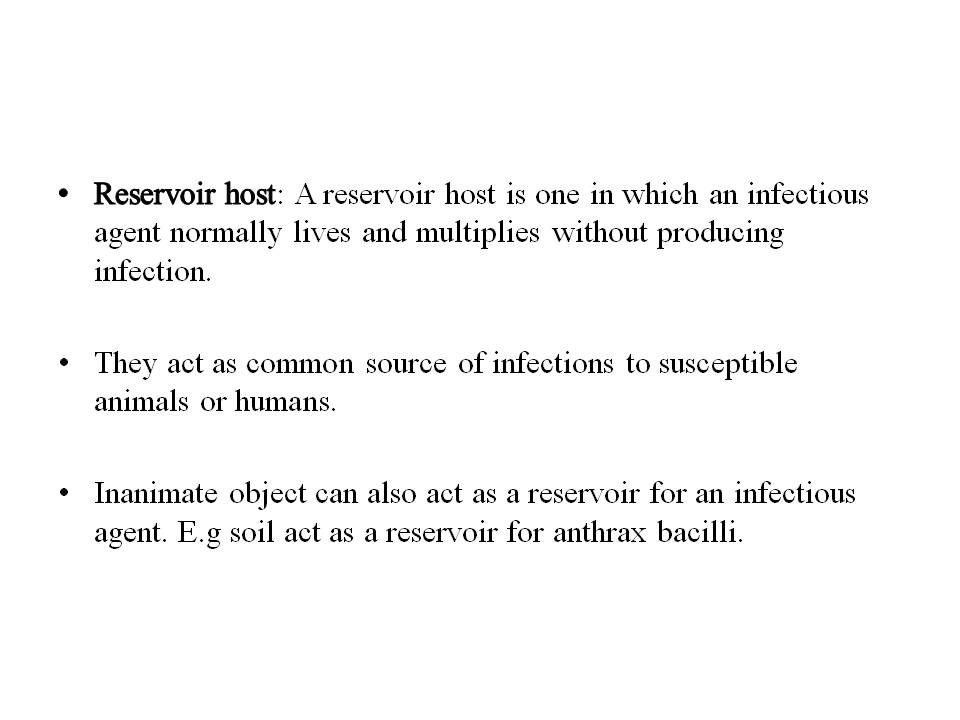 • Reservoir host: A reservoir host is one in which an infectious
agent normally lives and multiplies without producing
infection.
• They act as common source of infections to susceptible
animals or humans.
• Inanimate object can also act as a reservoir for an infectious
agent. E.g soil act as a reservoir for anthrax bacilli.